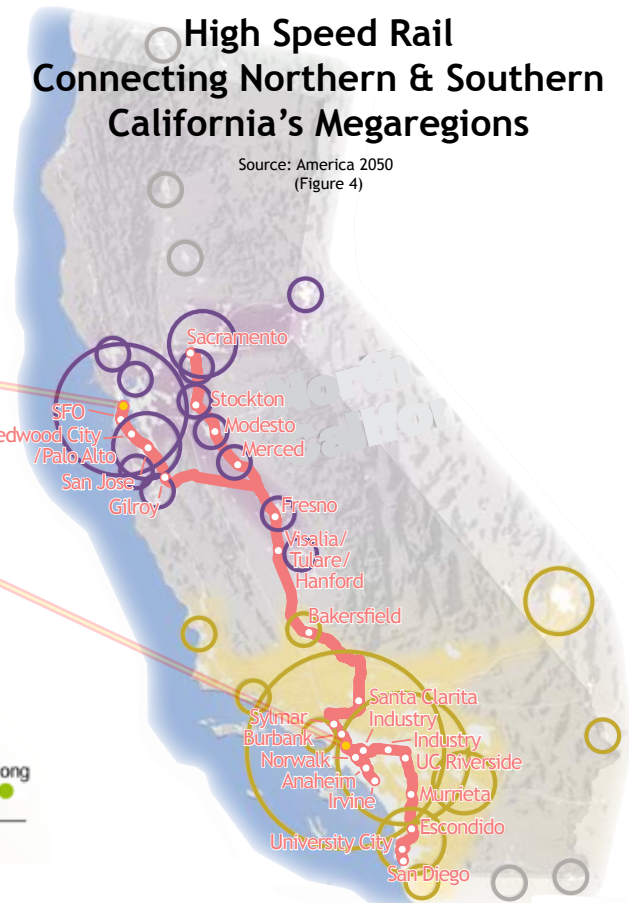 High Speed Rail
Connecting Northern & Southern
California's Megaregions
Source: America 2050
(Figure 4)
Sacramento
Stockton
SFO
Modesto
edwood City
/Palo Alto
Merced
San Jose
Gilroy
Fresno
Visalia/
Tulare/
Hanford
Bakersfield
Santa Clarita
Sylmar
Industry
Burbank
Industry
Norwalk
UC Riverside
Anaheim
Irvine
Murrieta
Escondido
University City
San Diego
ong